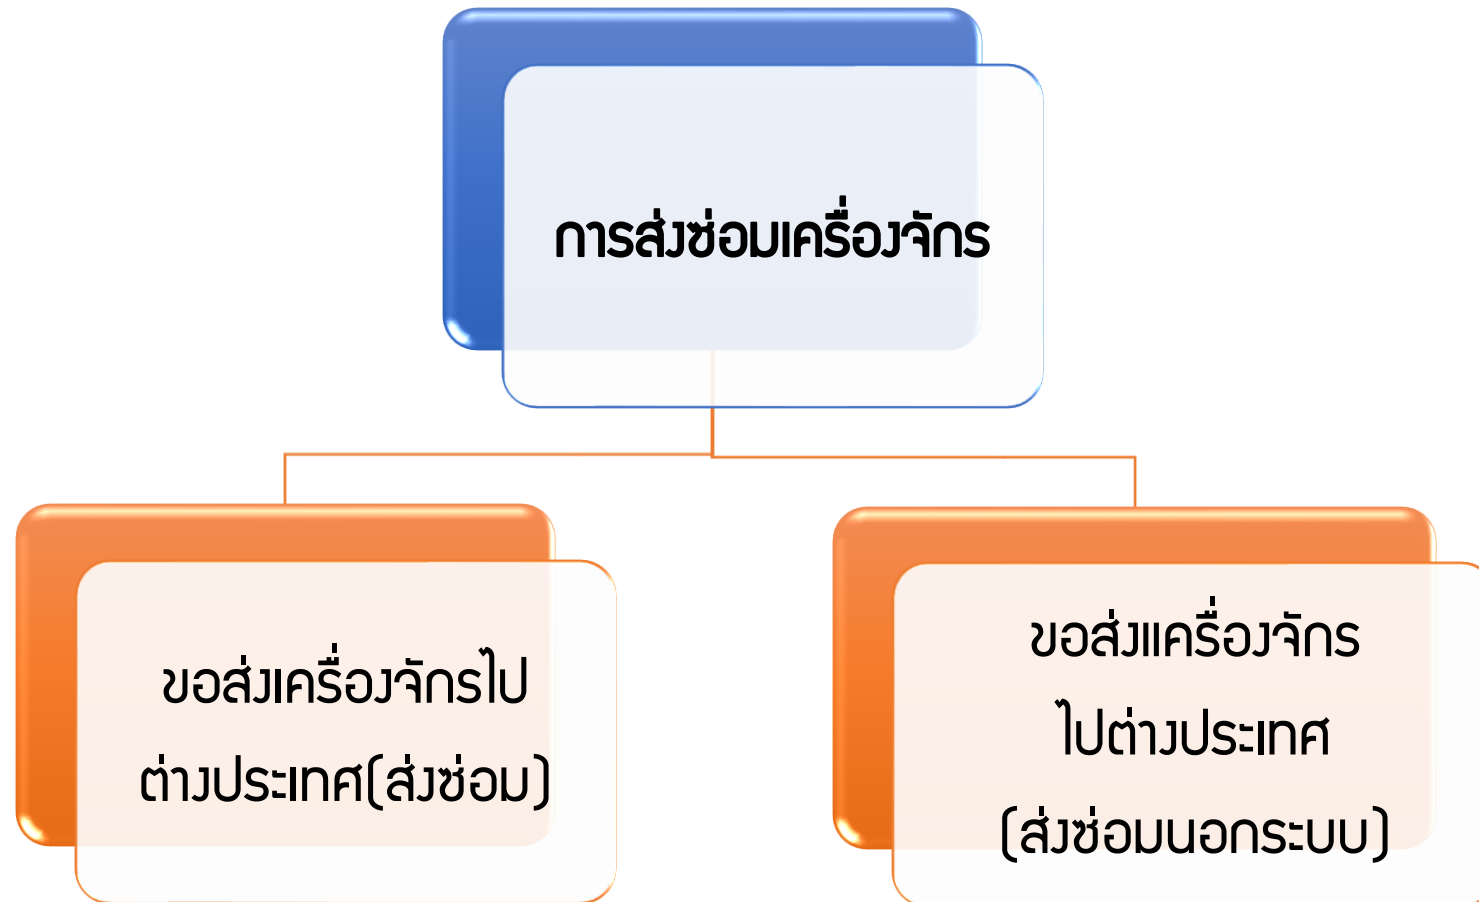 การส่งซ่อมเครื่องจักร
ขอส่งเครื่องจักรไป
ต่างประเทศ(ส่งซ่อม)
ขอส่งแครื่องจักร
ไปต่างประเทศ
(ส่งซ่อมนอกระบบ)